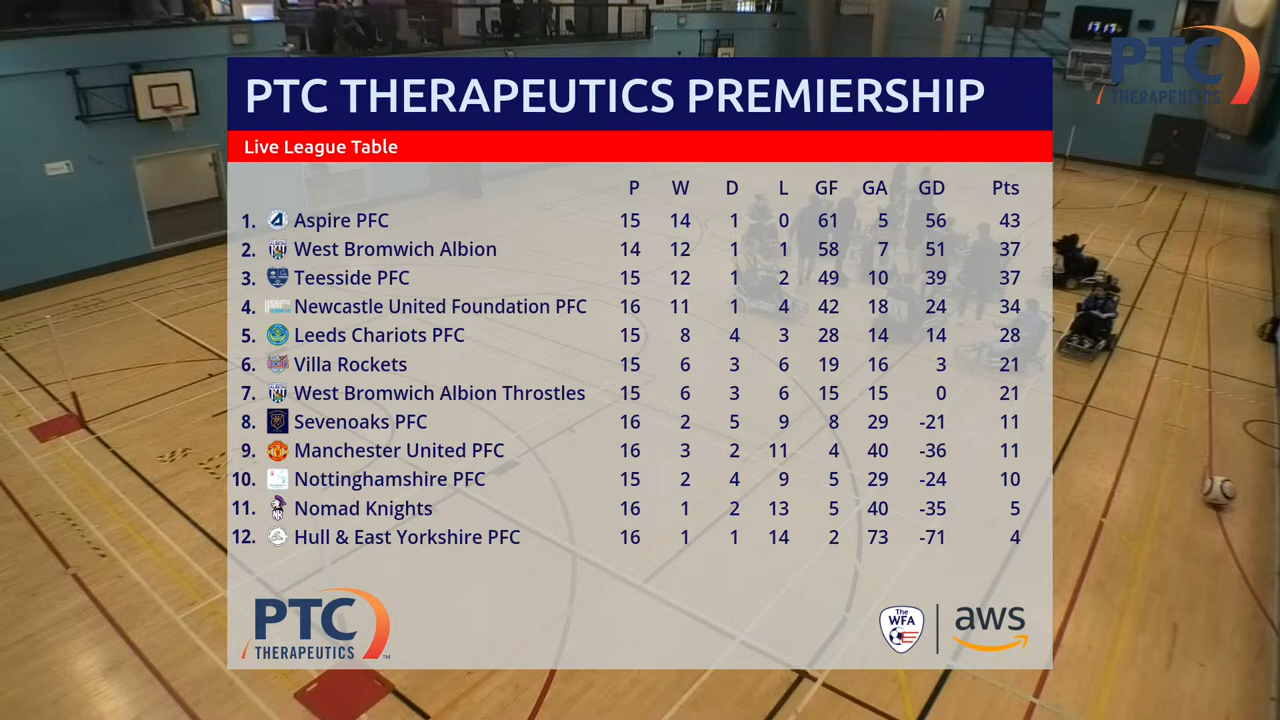 17:17
A
PTC
THERAPEUTICS
PTC THERAPEUTICS PREMIERSHIP
Live League Table
P W D L GF GA GD Pts
1. Aspire PFC 15 14 1 0 61 5 56 43
2. West Bromwich Albion 14 12 1 1 58 7 51 37
3. Teesside PFC 15 12 1 2 49 10 39 37
4. Newcastle United Foundation PFC 16 11 1 4 42 18 24 34
5. Leeds Chariots PFC 15 8 4 3 28 14 14 28
6. Villa Rockets 15 6 3 6 19 16 3 21
7. West Bromwich Albion Throstles 15 6 3 6 15 15 0 21
8. Sevenoaks PFC 16 2 5 9 8 29 -21 11
9. Manchester United PFC 16 3 2 11 4 40 -36 11
10. Nottinghamshire PFC 15 2 4 9 5 29 -24 10
11. Nomad Knights 16 1 2 13 5 40 -35 5
12. Hull & East Yorkshire PFC 16 1 1 14 2 73 -71 4
PTC
THERAPEUTICS™
The
WFA
aws